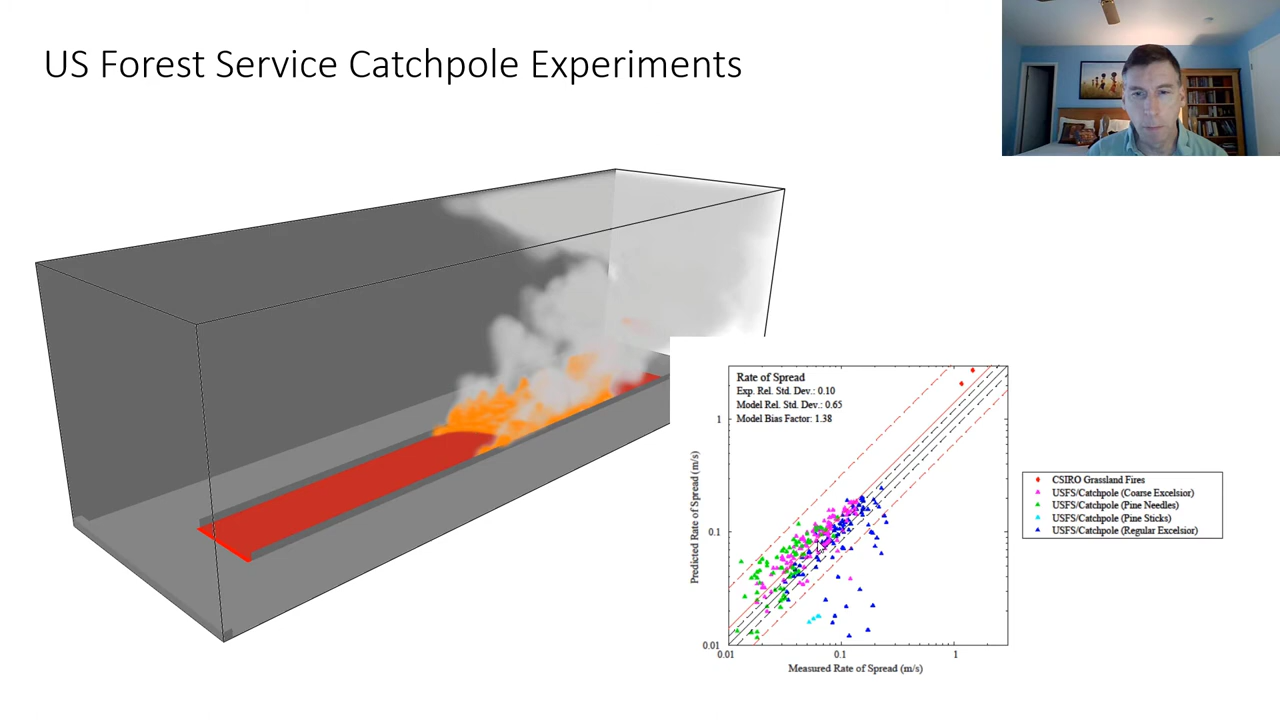 US Forest Service Catchpole Experiments
Rate of Spread
Exp. Rel. Std. Dev.: 0.10
Model Rel. Std. Dev.: 0.65
Model Bias Factor: 1.38
Predicted Rate of Spread (m/s)
1
0.1
0.01
0.01
0.1
1
Measured Rate of Spread (m/s)
CSIRO Grassland Fires
USFS/Catchpole (Coarse Excelsior)
USFS/Catchpole (Pine Needles)
USFS/Catchpole (Pine Sticks)
USFS/Catchpole (Regular Excelsior)